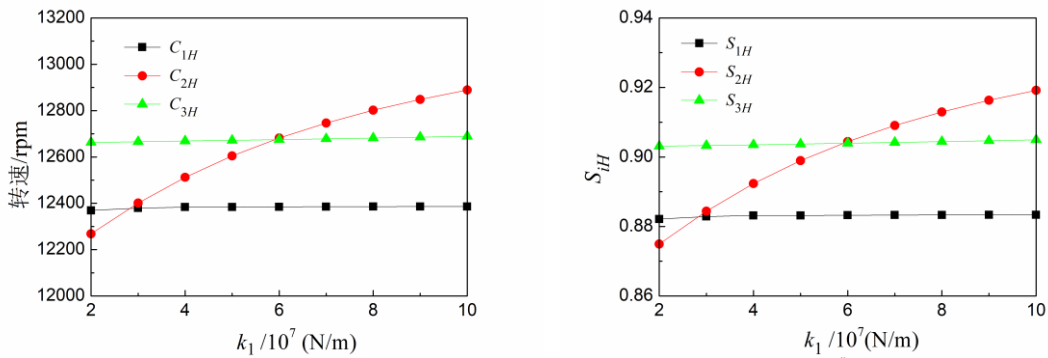 13200
13000
12800
12600
12400
12200
12000
转速/rpm
C1H
C2H
C3H
2 4 6 8 10
k1 /10^7 (N/m)
0.94
0.92
0.90
0.88
0.86
SiH
S1H
S2H
S3H
2 4 6 8 10
k1 /10^7 (N/m)